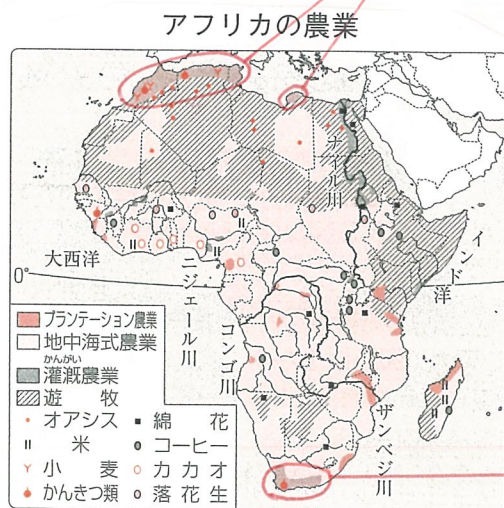 アフリカの農業
ナイル川
大西洋
インド洋
0°
ニジェール川
コンゴ川
ザンベジ川
プランテーション農業
地中海式農業
かんがい
灌漑農業
遊牧
オアシス
綿花
米
コーヒー
小麦
カカオ
かんきつ類
落花生